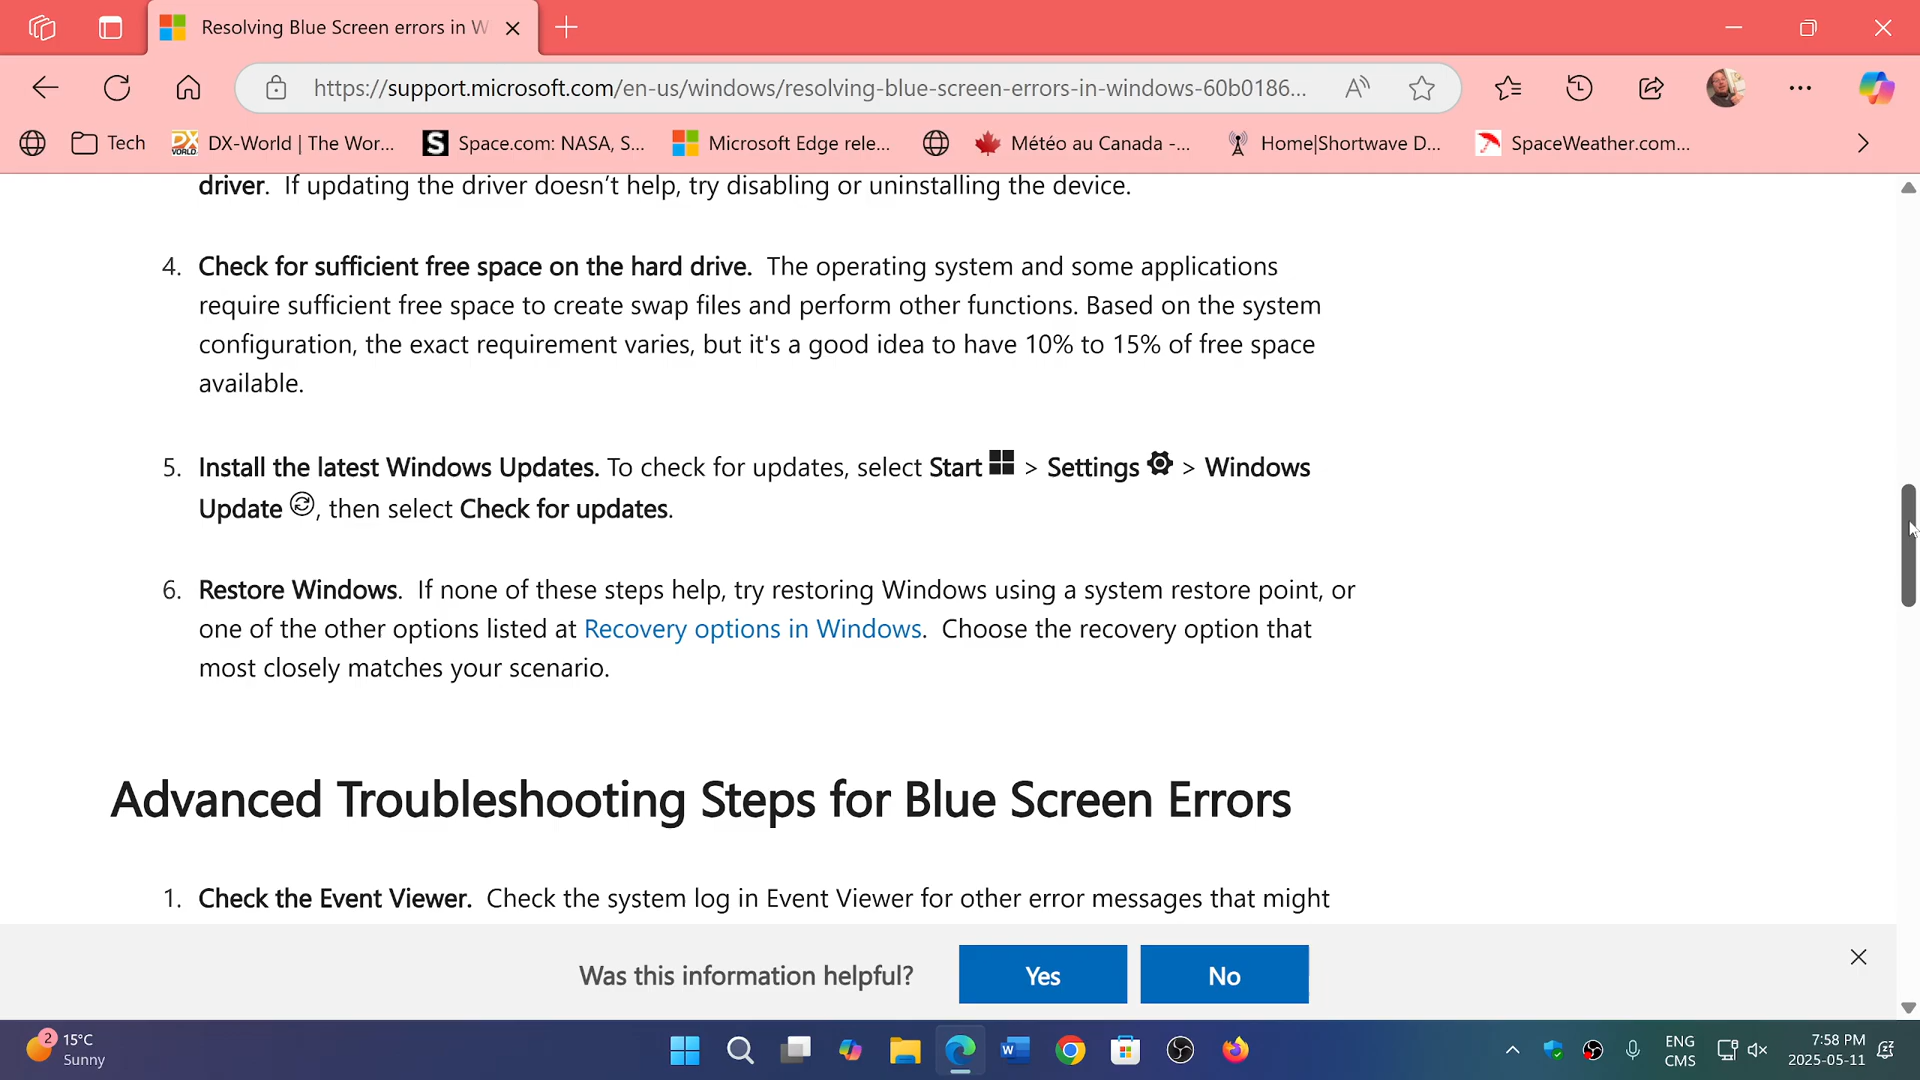 Resolving Blue Screen errors in W
https://support.microsoft.com/en-us/windows/resolving-blue-screen-errors-in-windows-60b0186...
Tech
DX-World | The Wor...
Space.com: NASA, S...
Microsoft Edge rele...
Météo au Canada -...
Home|Shortwave D...
SpaceWeather.com...
driver. If updating the driver doesn't help, try disabling or uninstalling the device.
4. Check for sufficient free space on the hard drive. The operating system and some applications
require sufficient free space to create swap files and perform other functions. Based on the system
configuration, the exact requirement varies, but it's a good idea to have 10% to 15% of free space
available.
5. Install the latest Windows Updates. To check for updates, select Start > Settings > Windows
Update , then select Check for updates.
6. Restore Windows. If none of these steps help, try restoring Windows using a system restore point, or
one of the other options listed at Recovery options in Windows. Choose the recovery option that
most closely matches your scenario.
Advanced Troubleshooting Steps for Blue Screen Errors
1. Check the Event Viewer. Check the system log in Event Viewer for other error messages that might
Was this information helpful?
Yes
No
2
15°C
Sunny
ENG
CMS
7:58 PM
2025-05-11